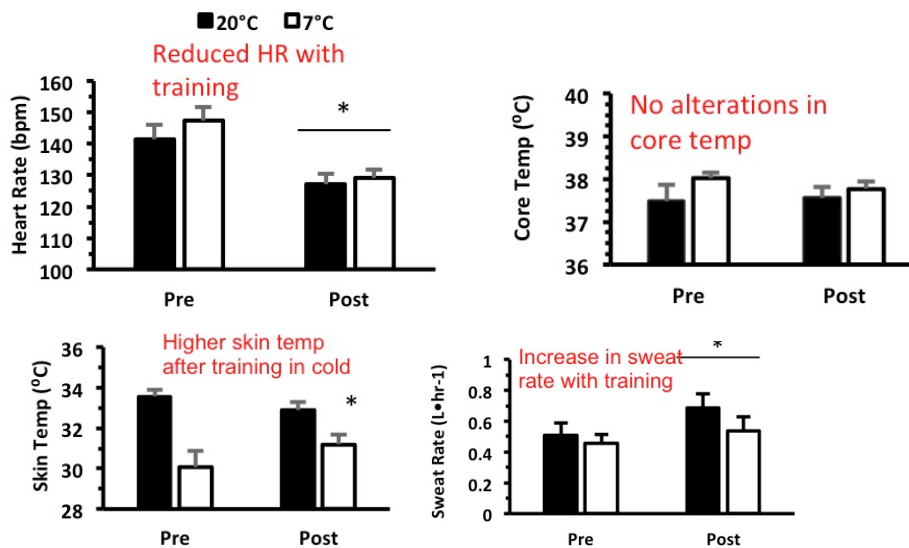 20°C 7°C
Reduced HR with
training
Heart Rate (bpm)
160
150
140
130
120
110
100
*
Pre Post
No alterations in
core temp
Core Temp (⁰C)
40
39
38
37
36
Pre Post
Higher skin temp
after training in cold
Skin Temp (⁰C)
36
34
32
30
28
*
Pre Post
Increase in sweat
rate with training
Sweat Rate (L•hr-1)
1
0.8
0.6
0.4
0.2
0
*
Pre Post